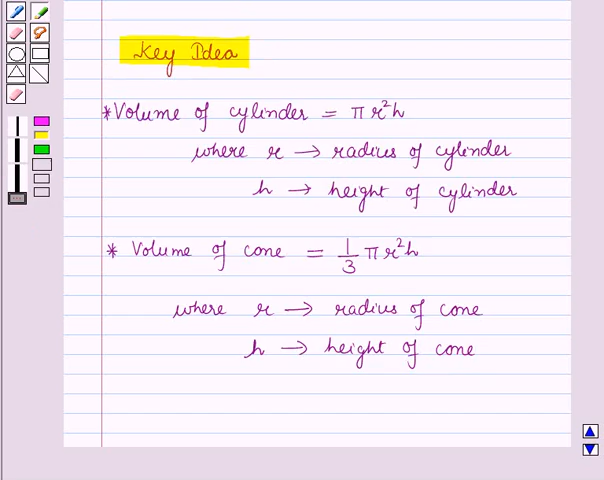 Key Idea
* Volume of cylinder = πr²h
where r → radius of cylinder
h → height of cylinder
* Volume of cone = 1/3 πr²h
where r → radius of cone
h → height of cone